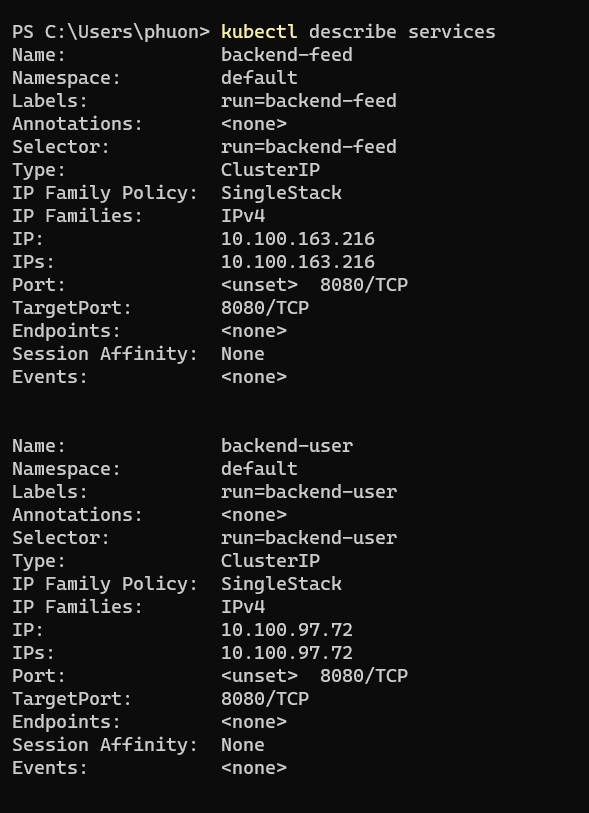 PS C:\Users\phuon> kubectl describe services
Name:              backend-feed
Namespace:         default
Labels:            run=backend-feed
Annotations:       <none>
Selector:          run=backend-feed
Type:              ClusterIP
IP Family Policy:  SingleStack
IP Families:       IPv4
IP:                10.100.163.216
IPs:               10.100.163.216
Port:              <unset>  8080/TCP
TargetPort:        8080/TCP
Endpoints:         <none>
Session Affinity:  None
Events:            <none>
Name:              backend-user
Namespace:         default
Labels:            run=backend-user
Annotations:       <none>
Selector:          run=backend-user
Type:              ClusterIP
IP Family Policy:  SingleStack
IP Families:       IPv4
IP:                10.100.97.72
IPs:               10.100.97.72
Port:              <unset>  8080/TCP
TargetPort:        8080/TCP
Endpoints:         <none>
Session Affinity:  None
Events:            <none>